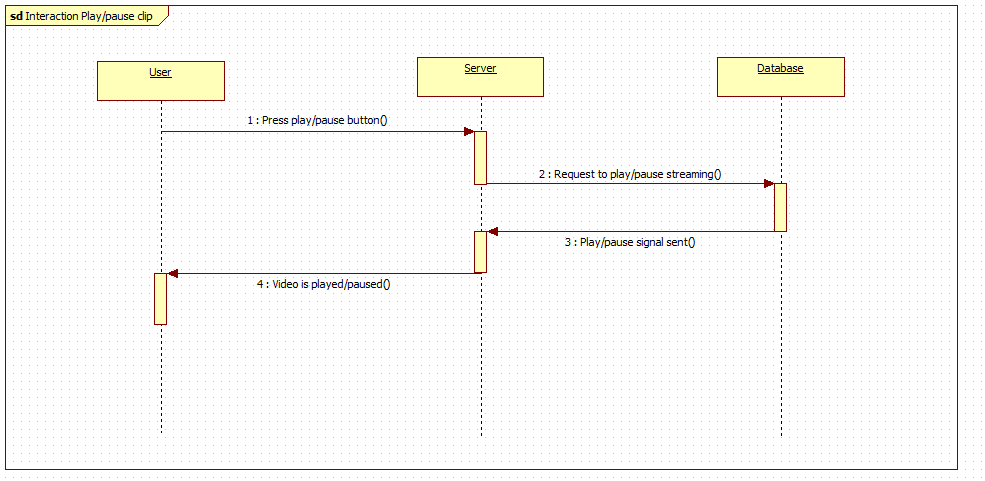 sd Interaction Play/pause clip
User
Server
Database
1 : Press play/pause button()
2 : Request to play/pause streaming()
3 : Play/pause signal sent()
4 : Video is played/paused()